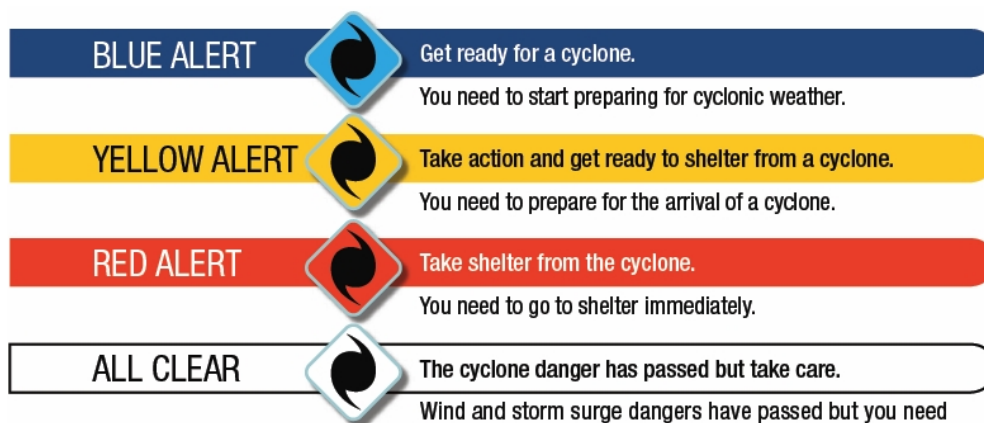 BLUE ALERT Get ready for a cyclone.
You need to start preparing for cyclonic weather.
YELLOW ALERT Take action and get ready to shelter from a cyclone.
You need to prepare for the arrival of a cyclone.
RED ALERT Take shelter from the cyclone.
You need to go to shelter immediately.
ALL CLEAR The cyclone danger has passed but take care.
Wind and storm surge dangers have passed but you need